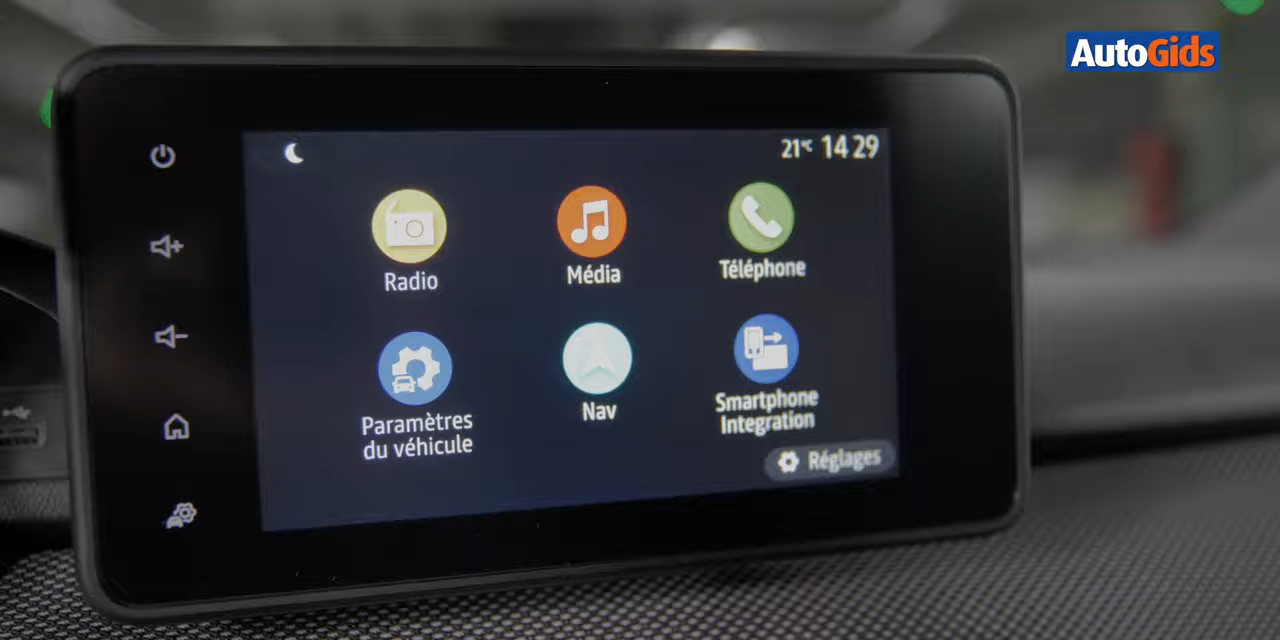 AutoGids
21°C 14 29
Radio
Média
Téléphone
Paramètres
du véhicule
Nav
Smartphone
Integration
Réglages